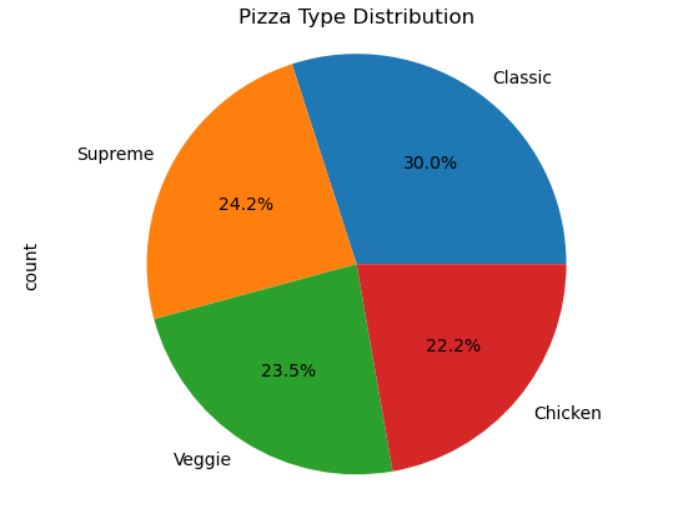 Pizza Type Distribution
Classic
30.0%
Supreme
24.2%
count
23.5%
Veggie
22.2%
Chicken